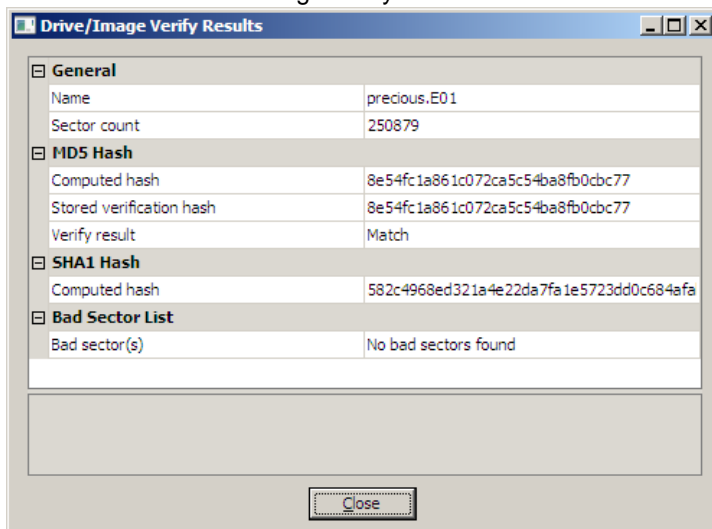 Drive/Image Verify Results
General
Name precious.E01
Sector count 250879
MD5 Hash
Computed hash 8e54fc1a861c072ca5c54ba8fb0cbc77
Stored verification hash 8e54fc1a861c072ca5c54ba8fb0cbc77
Verify result Match
SHA1 Hash
Computed hash 582c4968ed321a4e22da7fa1e5723dd0c684afa
Bad Sector List
Bad sector(s) No bad sectors found
Close